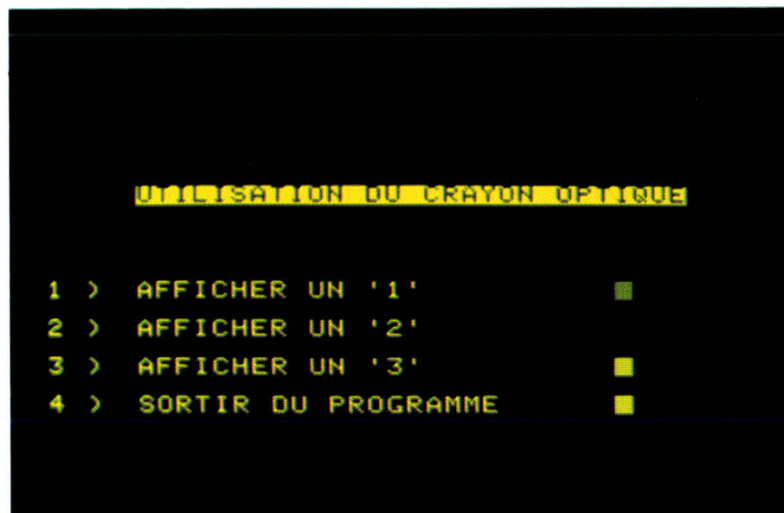 UTILISATION DU CRAYON OPTIQUE
1 > AFFICHER UN '1'
2 > AFFICHER UN '2'
3 > AFFICHER UN '3'
4 > SORTIR DU PROGRAMME